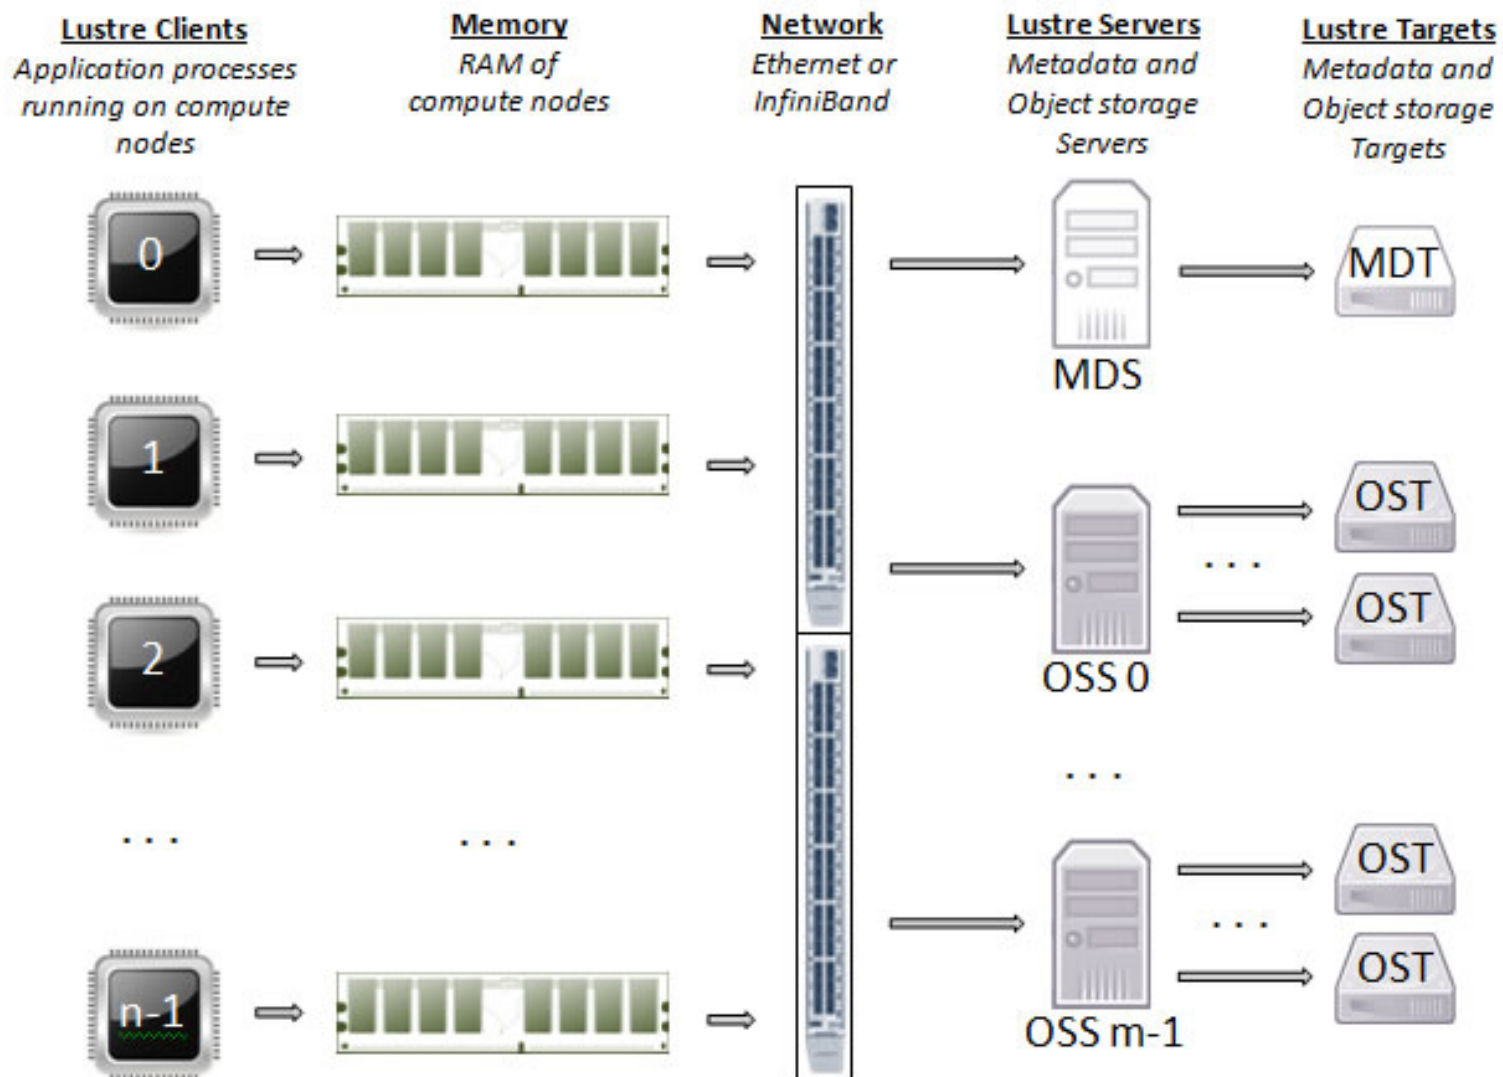 Lustre Clients
Application processes
running on compute
nodes
Memory
RAM of
compute nodes
Network
Ethernet or
InfiniBand
Lustre Servers
Metadata and
Object storage
Servers
Lustre Targets
Metadata and
Object storage
Targets
0
MDT
MDS
1
OST
. . .
OST
2
OSS 0
. . .
. . .
. . .
OST
. . .
OST
n-1
OSS m-1